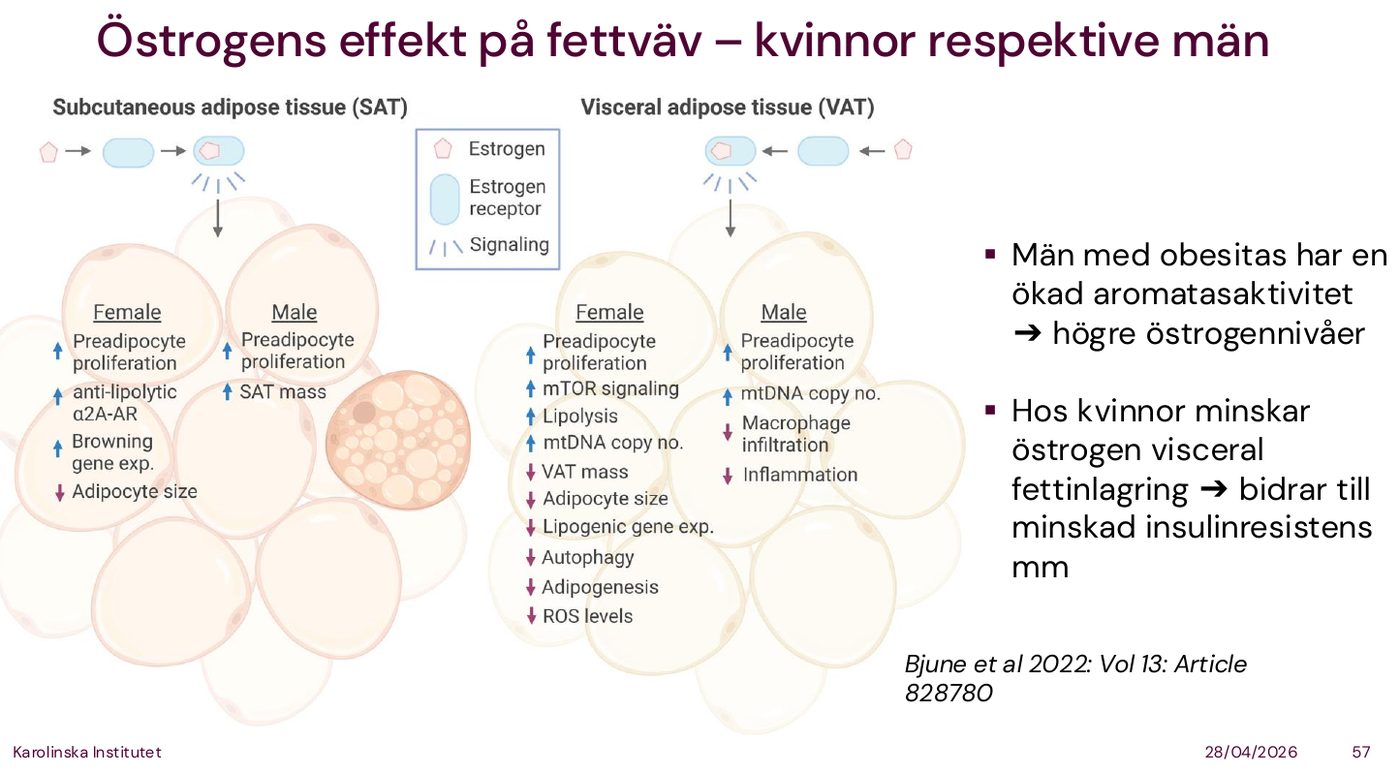 Östrogens effekt på fettväv – kvinnor respektive män
Subcutaneous adipose tissue (SAT)
Visceral adipose tissue (VAT)
Estrogen
Estrogen
receptor
Signaling
Female
Preadipocyte
proliferation
anti-lipolytic
α2A-AR
Browning
gene exp.
Adipocyte size
Male
Preadipocyte
proliferation
SAT mass
Female
Preadipocyte
proliferation
mTOR signaling
Lipolysis
mtDNA copy no.
VAT mass
Adipocyte size
Lipogenic gene exp.
Autophagy
Adipogenesis
ROS levels
Male
Preadipocyte
proliferation
mtDNA copy no.
Macrophage
infiltration
Inflammation
▪ Män med obesitas har en
ökad aromatasaktivitet
➔ högre östrogennivåer
▪ Hos kvinnor minskar
östrogen visceral
fettinlagring ➔ bidrar till
minskad insulinresistens
mm
Bjune et al 2022: Vol 13: Article
828780
Karolinska Institutet
28/04/2026
57